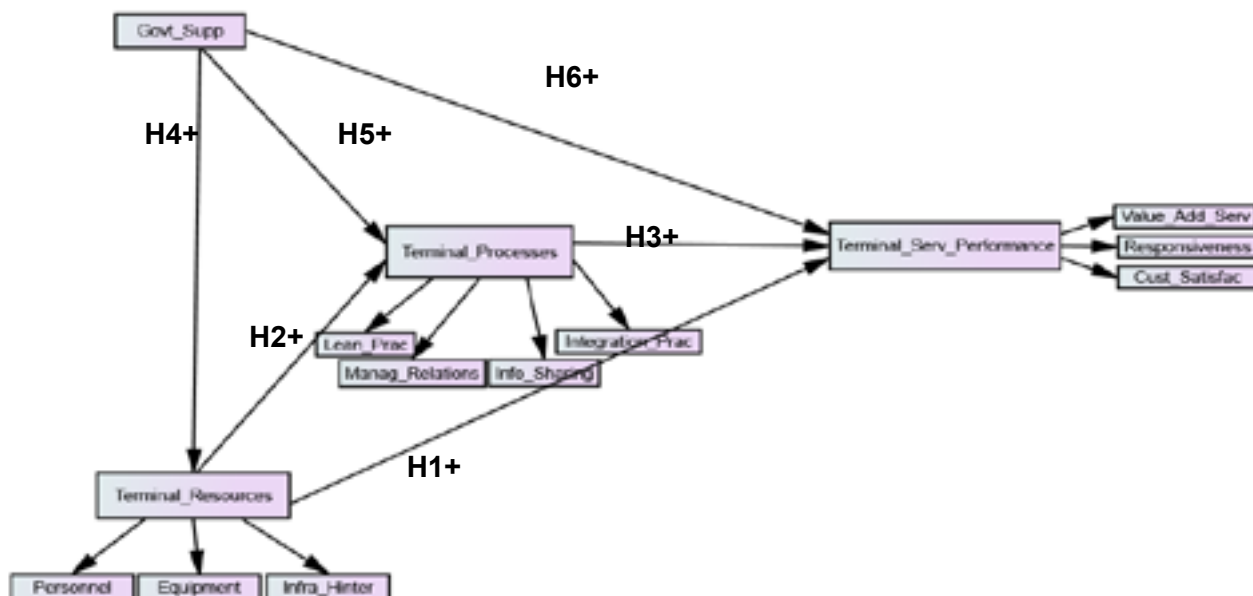 Govt_Supp
H6+
H4+
H5+
Value_Add_Serv
Terminal_Processes
H3+
Terminal_Serv_Performance
Responsiveness
Cust_Satisfac
H2+
Lean_Prac
Integration_Prac
Manag_Relations
Info_Sharing
H1+
Terminal_Resources
Personnel
Equipment
Infra_Hinter